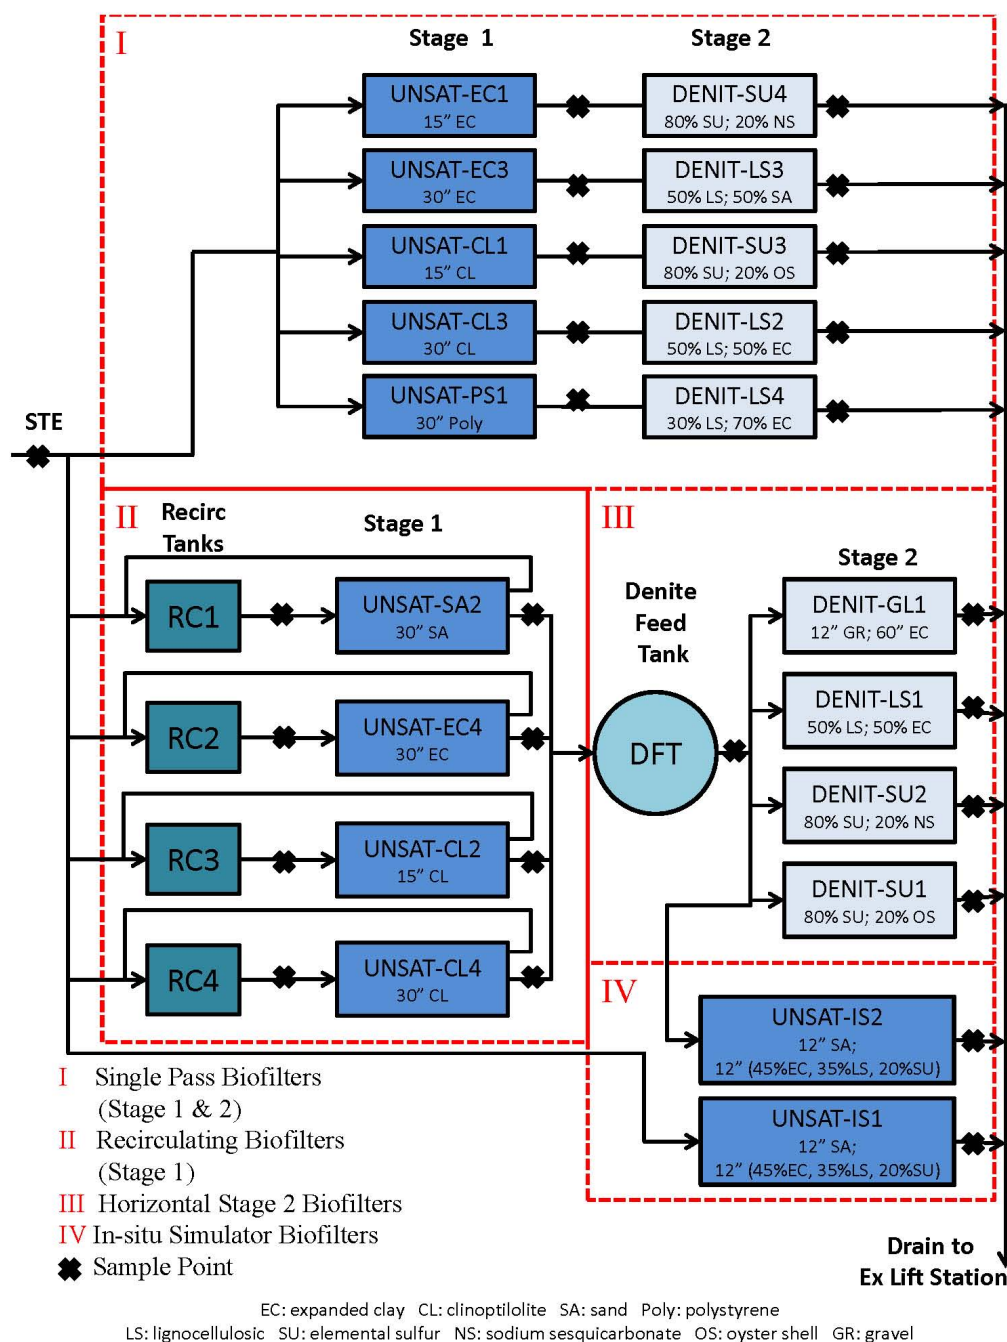 I
Stage 1
Stage 2
UNSAT-EC1
15” EC
DENIT-SU4
80% SU; 20% NS
UNSAT-EC3
30” EC
DENIT-LS3
50% LS; 50% SA
UNSAT-CL1
15” CL
DENIT-SU3
80% SU; 20% OS
UNSAT-CL3
30” CL
DENIT-LS2
50% LS; 50% EC
UNSAT-PS1
30” Poly
DENIT-LS4
30% LS; 70% EC
STE
II
Recirc
Tanks
Stage 1
RC1
UNSAT-SA2
30” SA
RC2
UNSAT-EC4
30” EC
RC3
UNSAT-CL2
15” CL
RC4
UNSAT-CL4
30” CL
III
Stage 2
Denite
Feed
Tank
DFT
DENIT-GL1
12” GR; 60” EC
DENIT-LS1
50% LS; 50% EC
DENIT-SU2
80% SU; 20% NS
DENIT-SU1
80% SU; 20% OS
IV
UNSAT-IS2
12” SA;
12” (45%EC, 35%LS, 20%SU)
UNSAT-IS1
12” SA;
12” (45%EC, 35%LS, 20%SU)
I Single Pass Biofilters
(Stage 1 & 2)
II Recirculating Biofilters
(Stage 1)
III Horizontal Stage 2 Biofilters
IV In-situ Simulator Biofilters
Sample Point
Drain to
Ex Lift Station
EC: expanded clay CL: clinoptilolite SA: sand Poly: polystyrene
LS: lignocellulosic SU: elemental sulfur NS: sodium sesquicarbonate OS: oyster shell GR: gravel